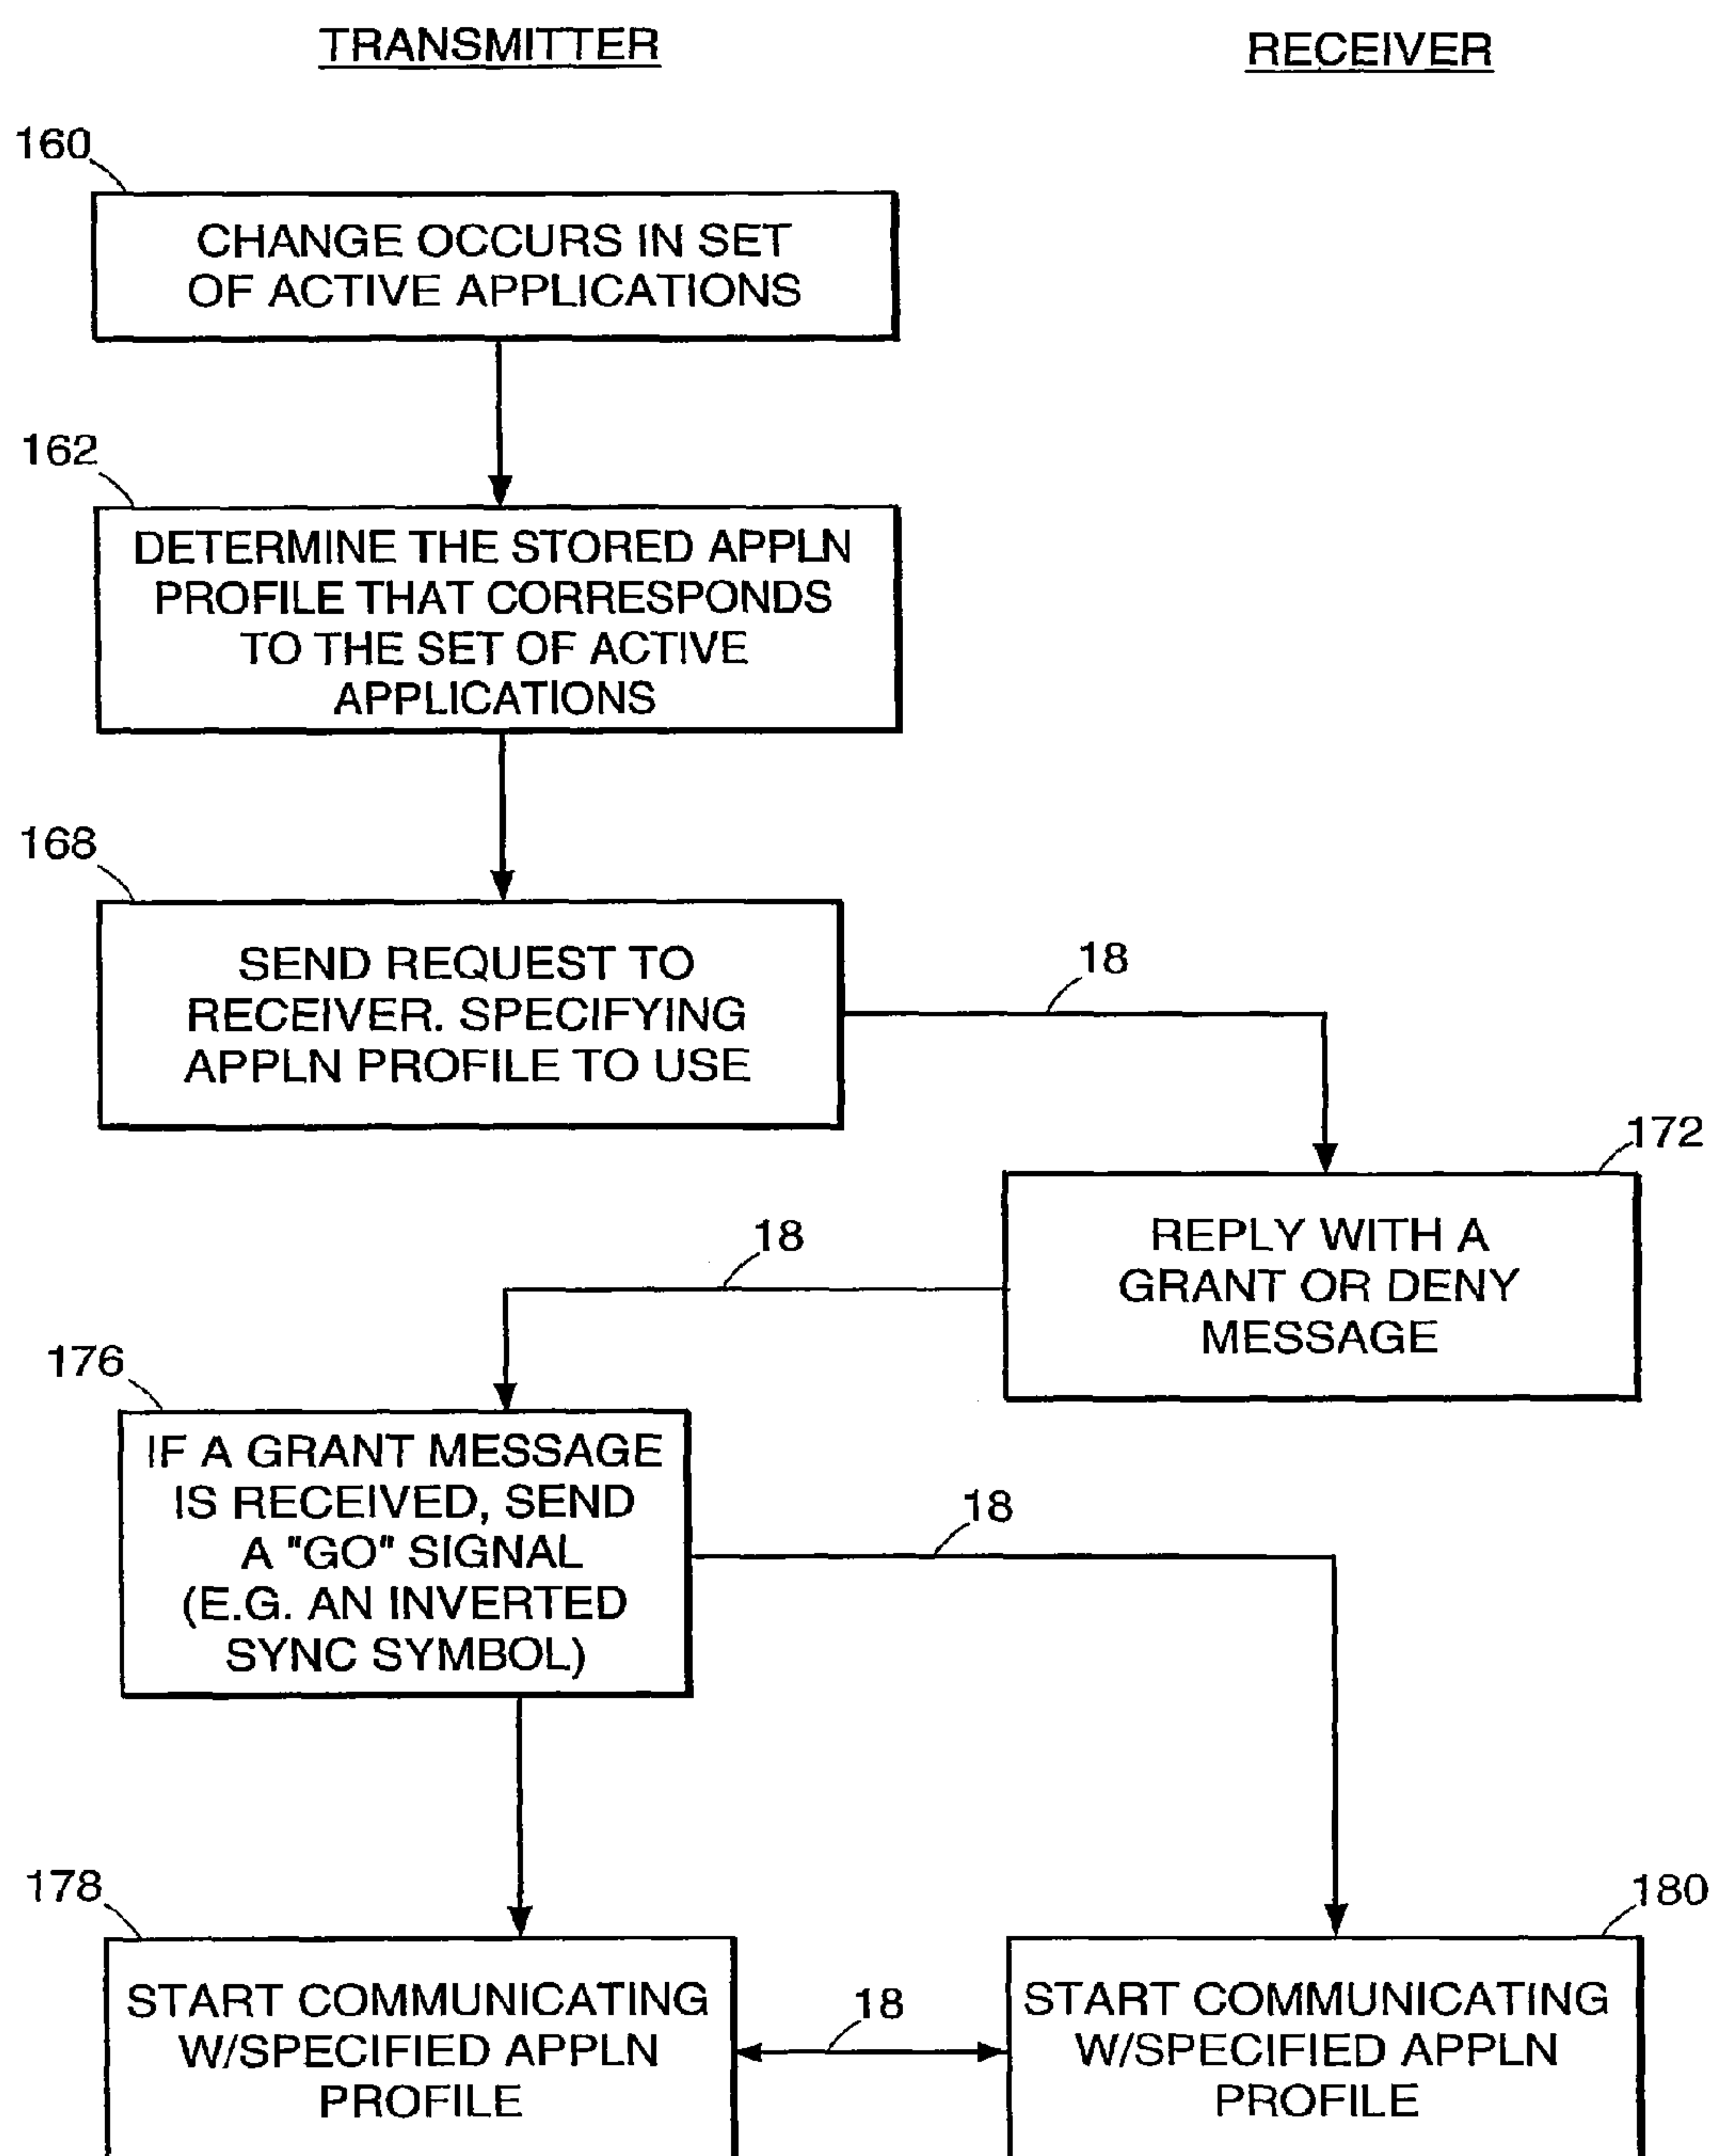 TRANSMITTER
RECEIVER
160
CHANGE OCCURS IN SET
OF ACTIVE APPLICATIONS
162
DETERMINE THE STORED APPLN
PROFILE THAT CORRESPONDS
TO THE SET OF ACTIVE
APPLICATIONS
168
SEND REQUEST TO
RECEIVER. SPECIFYING
APPLN PROFILE TO USE
18
172
REPLY WITH A
GRANT OR DENY
MESSAGE
18
176
IF A GRANT MESSAGE
IS RECEIVED, SEND
A "GO" SIGNAL
(E.G. AN INVERTED
SYNC SYMBOL)
18
178
START COMMUNICATING
W/SPECIFIED APPLN
PROFILE
18
180
START COMMUNICATING
W/SPECIFIED APPLN
PROFILE